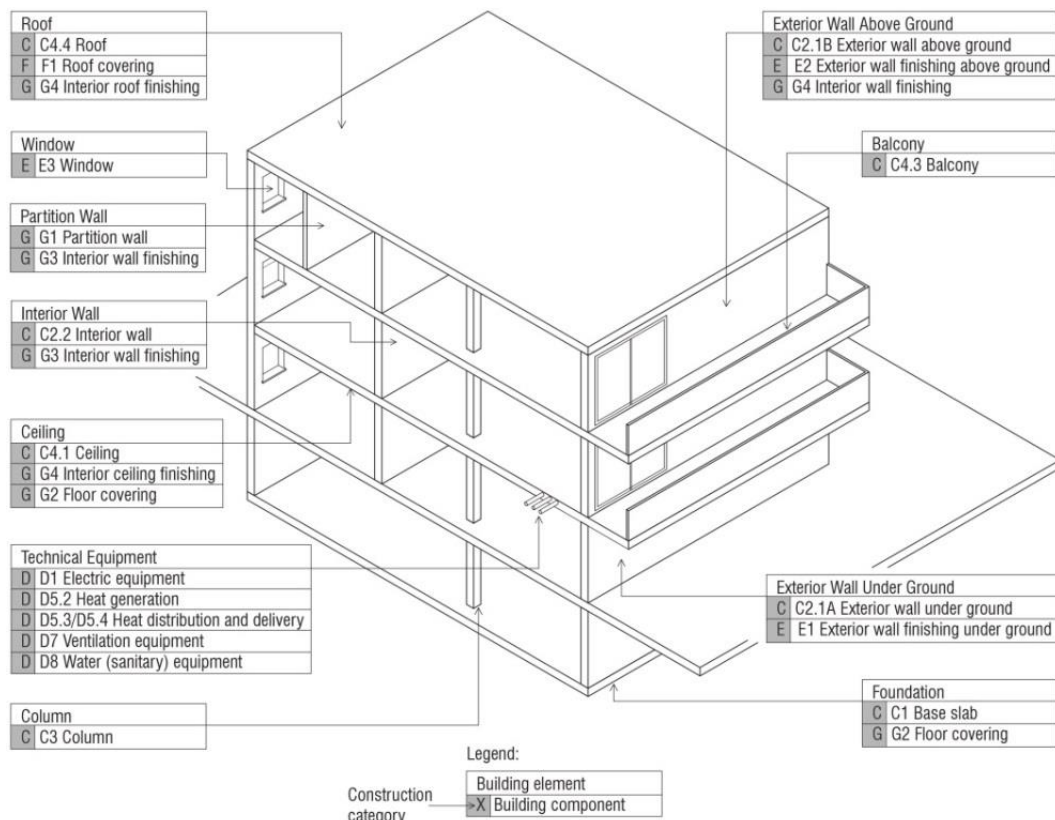 Roof
C C4.4 Roof
F F1 Roof covering
G G4 Interior roof finishing
Window
E E3 Window
Partition Wall
G G1 Partition wall
G G3 Interior wall finishing
Interior Wall
C C2.2 Interior wall
G G3 Interior wall finishing
Ceiling
C C4.1 Ceiling
G G4 Interior ceiling finishing
G G2 Floor covering
Technical Equipment
D D1 Electric equipment
D D5.2 Heat generation
D D5.3/D5.4 Heat distribution and delivery
D D7 Ventilation equipment
D D8 Water (sanitary) equipment
Column
C C3 Column
Exterior Wall Above Ground
C C2.1B Exterior wall above ground
E E2 Exterior wall finishing above ground
G G4 Interior wall finishing
Balcony
C C4.3 Balcony
Exterior Wall Under Ground
C C2.1A Exterior wall under ground
E E1 Exterior wall finishing under ground
Foundation
C C1 Base slab
G G2 Floor covering
Legend:
Building element
X Building component
Construction
category